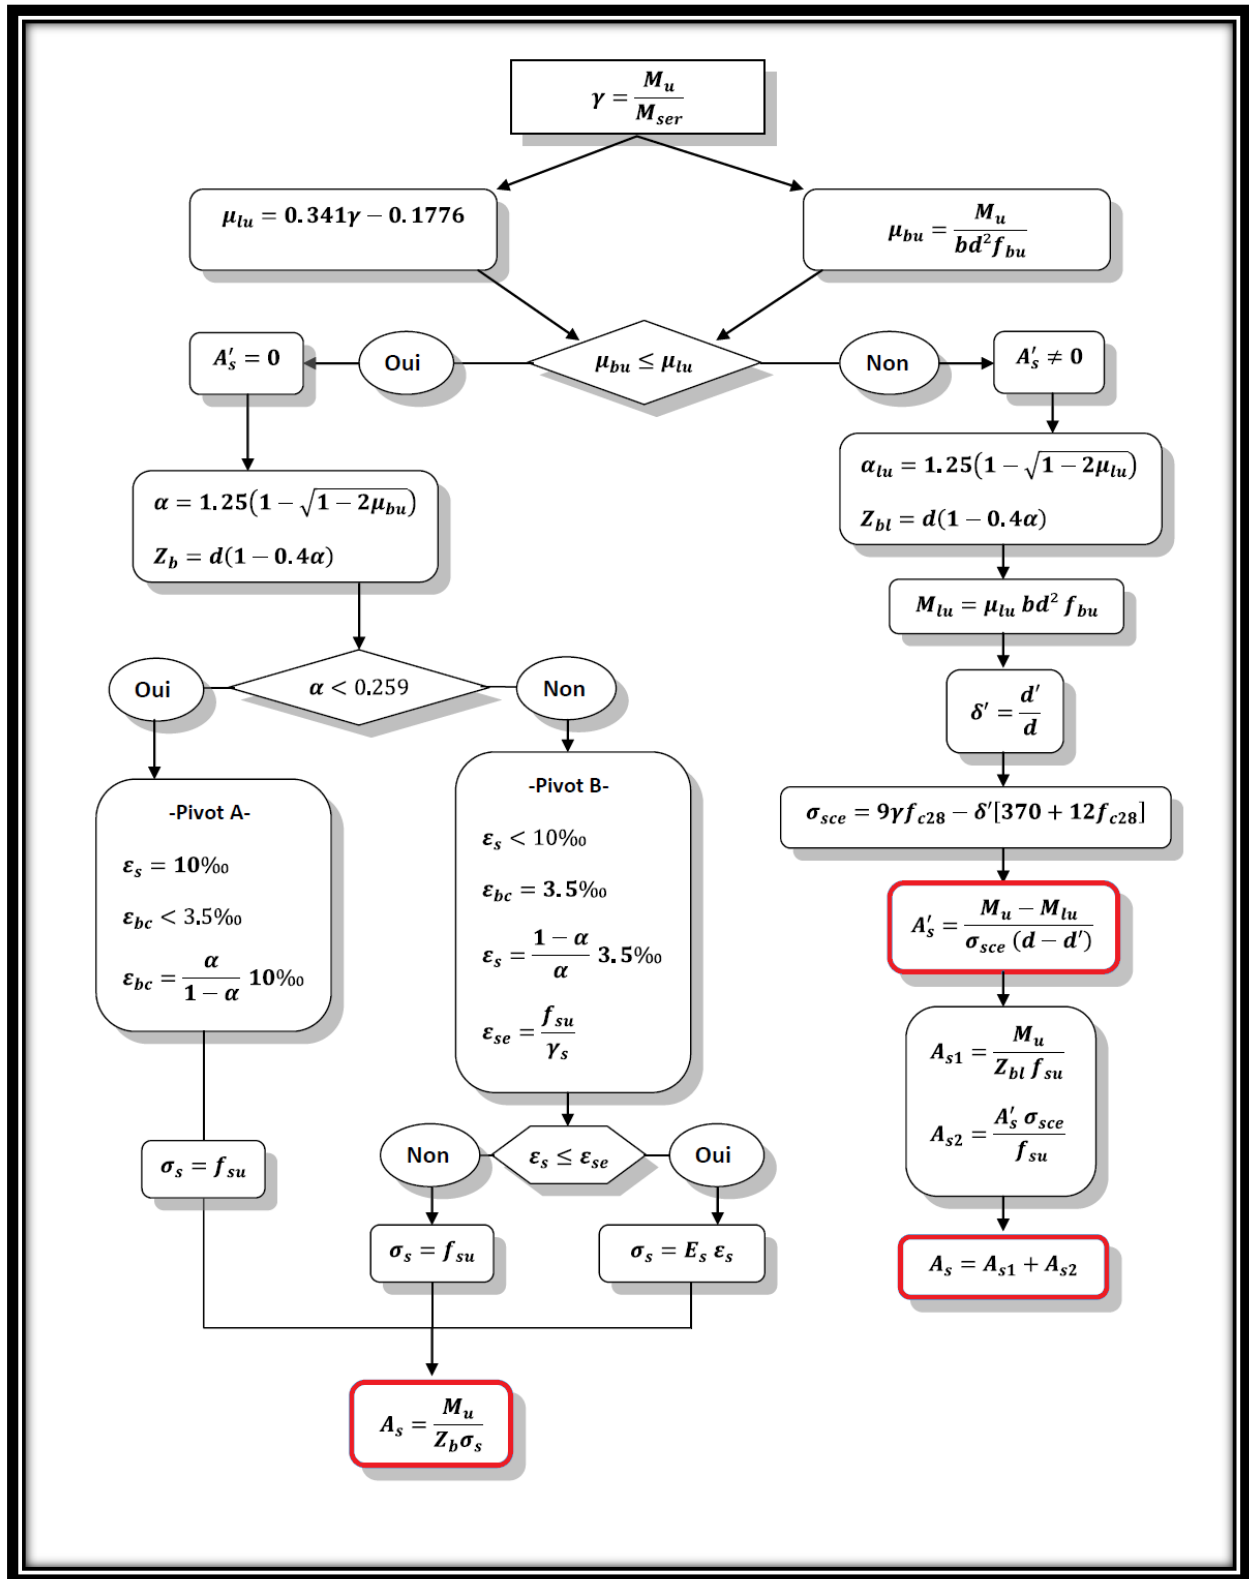 γ = M_u / M_ser
μ_lu = 0.341γ − 0.1776
μ_bu = M_u / bd² f_bu
A′_s = 0
Oui
μ_bu ≤ μ_lu
Non
A′_s ≠ 0
α = 1.25(1 − √(1 − 2μ_bu))
Z_b = d(1 − 0.4α)
α_lu = 1.25(1 − √(1 − 2μ_lu))
Z_bl = d(1 − 0.4α)
M_lu = μ_lu bd² f_bu
δ′ = d′ / d
σ_sce = 9γf_c28 − δ′[370 + 12f_c28]
A′_s = M_u − M_lu / σ_sce (d − d′)
A_s1 = M_u / Z_bl f_su
A_s2 = A′_s σ_sce / f_su
A_s = A_s1 + A_s2
Oui
α < 0.259
Non
-Pivot A-
ε_s = 10‰
ε_bc < 3.5‰
ε_bc = α / 1 − α 10‰
σ_s = f_su
-Pivot B-
ε_s < 10‰
ε_bc = 3.5‰
ε_s = 1 − α / α 3.5‰
ε_se = f_su / γ_s
Non
ε_s ≤ ε_se
Oui
σ_s = f_su
σ_s = E_s ε_s
A_s = M_u / Z_b σ_s